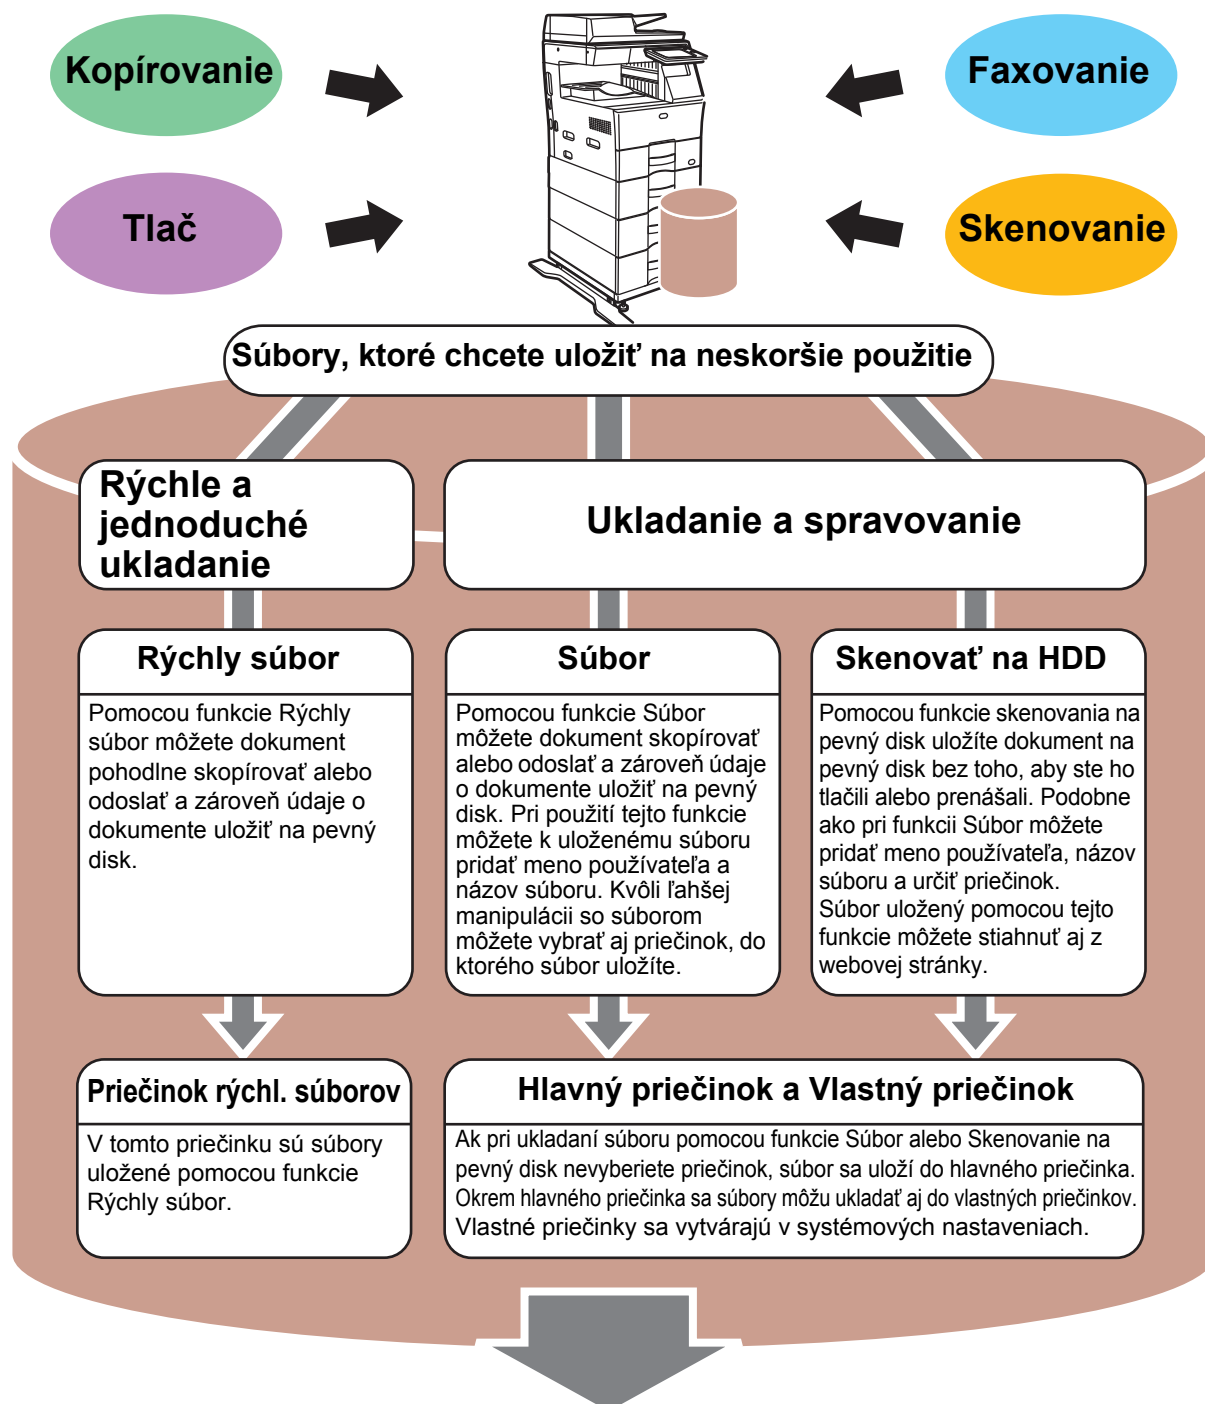 Kopírovanie
Faxovanie
Tlač
Skenovanie
Súbory, ktoré chcete uložiť na neskoršie použitie
Rýchle a
jednoduché
ukladanie
Ukladanie a spravovanie
Rýchly súbor
Pomocou funkcie Rýchly
súbor môžete dokument
pohodlne skopírovať alebo
odoslať a zároveň údaje o
dokumente uložiť na pevný
disk.
Súbor
Pomocou funkcie Súbor
môžete dokument skopírovať
alebo odoslať a zároveň údaje
o dokumente uložiť na pevný
disk. Pri použití tejto funkcie
môžete k uloženému súboru
pridať meno používateľa a
názov súboru. Kvôli ľahšej
manipulácii so súborom
môžete vybrať aj priečinok, do
ktorého súbor uložíte.
Skenovať na HDD
Pomocou funkcie skenovania na
pevný disk uložíte dokument na
pevný disk bez toho, aby ste ho
tlačili alebo prenášali. Podobne
ako pri funkcii Súbor môžete
pridať meno používateľa, názov
súboru a určiť priečinok.
Súbor uložený pomocou tejto
funkcie môžete stiahnuť aj z
webovej stránky.
Priečinok rýchl. súborov
V tomto priečinku sú súbory
uložené pomocou funkcie
Rýchly súbor.
Hlavný priečinok a Vlastný priečinok
Ak pri ukladaní súboru pomocou funkcie Súbor alebo Skenovanie na
pevný disk nevyberiete priečinok, súbor sa uloží do hlavného priečinka.
Okrem hlavného priečinka sa súbory môžu ukladať aj do vlastných priečinkov.
Vlastné priečinky sa vytvárajú v systémových nastaveniach.